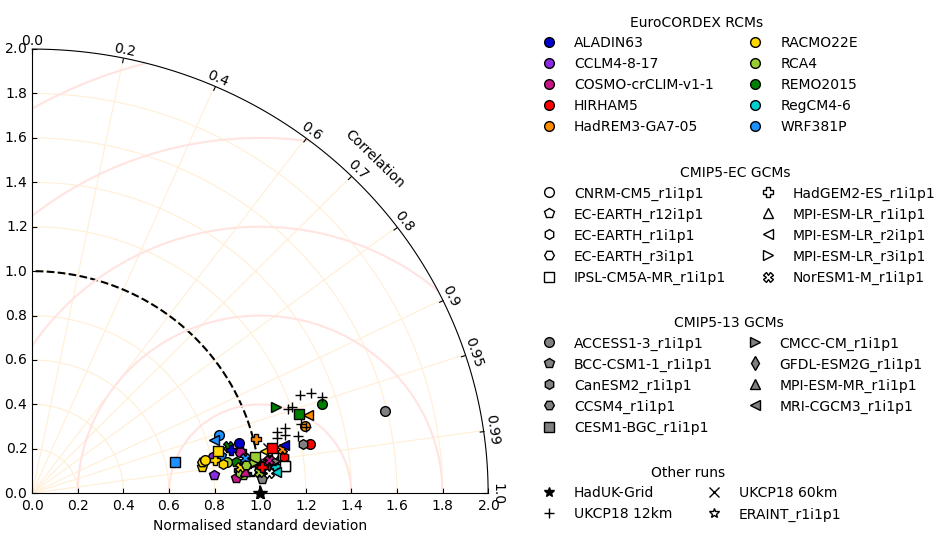 0.0
0.2
0.4
0.6
Correlation
0.7
0.8
0.9
0.95
0.99
1.0
2.0
1.8
1.6
1.4
1.2
1.0
0.8
0.6
0.4
0.2
0.0
0.0 0.2 0.4 0.6 0.8 1.0 1.2 1.4 1.6 1.8 2.0
Normalised standard deviation
EuroCORDEX RCMs
ALADIN63
CCLM4-8-17
COSMO-crCLIM-v1-1
HIRHAM5
HadREM3-GA7-05
RACMO22E
RCA4
REMO2015
RegCM4-6
WRF381P
CMIP5-EC GCMs
CNRM-CM5_r1i1p1
EC-EARTH_r12i1p1
EC-EARTH_r1i1p1
EC-EARTH_r3i1p1
IPSL-CM5A-MR_r1i1p1
HadGEM2-ES_r1i1p1
MPI-ESM-LR_r1i1p1
MPI-ESM-LR_r2i1p1
MPI-ESM-LR_r3i1p1
NorESM1-M_r1i1p1
CMIP5-13 GCMs
ACCESS1-3_r1i1p1
BCC-CSM1-1_r1i1p1
CanESM2_r1i1p1
CCSM4_r1i1p1
CESM1-BGC_r1i1p1
CMCC-CM_r1i1p1
GFDL-ESM2G_r1i1p1
MPI-ESM-MR_r1i1p1
MRI-CGCM3_r1i1p1
Other runs
HadUK-Grid
UKCP18 12km
UKCP18 60km
ERAINT_r1i1p1